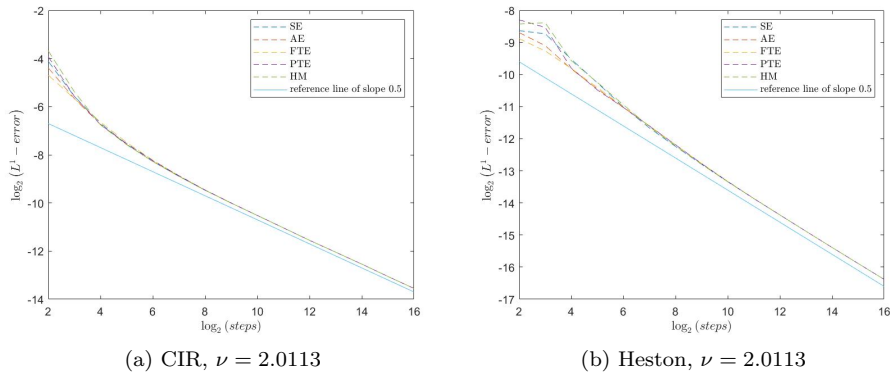 -2
-4
-6
-8
-10
-12
-14
2 4 6 8 10 12 14 16
log₂ (L¹ − error)
log₂ (steps)
SE
AE
FTE
PTE
HM
reference line of slope 0.5
(a) CIR, ν = 2.0113
-8
-9
-10
-11
-12
-13
-14
-15
-16
-17
2 4 6 8 10 12 14 16
log₂ (L¹ − error)
log₂ (steps)
SE
AE
FTE
PTE
HM
reference line of slope 0.5
(b) Heston, ν = 2.0113